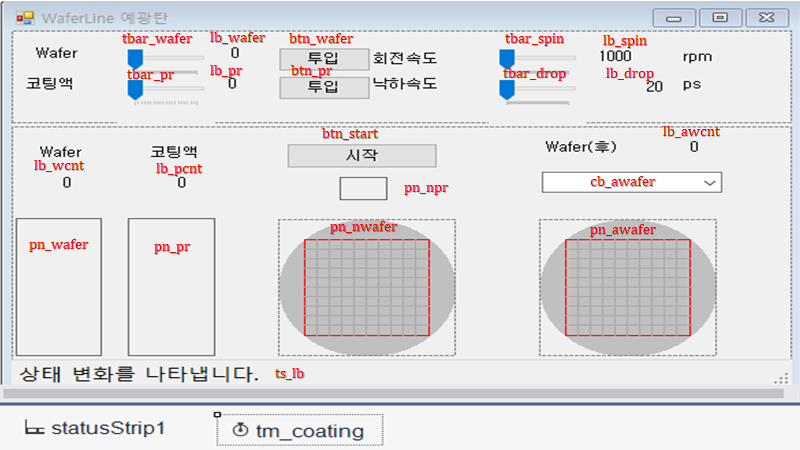 WaferLine 예광탄
tbar_wafer lb_wafer btn_wafer tbar_spin lb_spin
Wafer 0 투입 회전속도 1000 rpm
tbar_pr lb_pr btn_pr tbar_drop lb_drop
코팅액 0 투입 낙하속도 20 ps
btn_start lb_awcnt
Wafer 코팅액 시작 Wafer(후) 0
lb_wcnt lb_pcnt
0 0 pn_npr cb_awafer
pn_wafer pn_pr pn_nwafer pn_awafer
상태 변화를 나타냅니다. ts_lb
statusStrip1 tm_coating